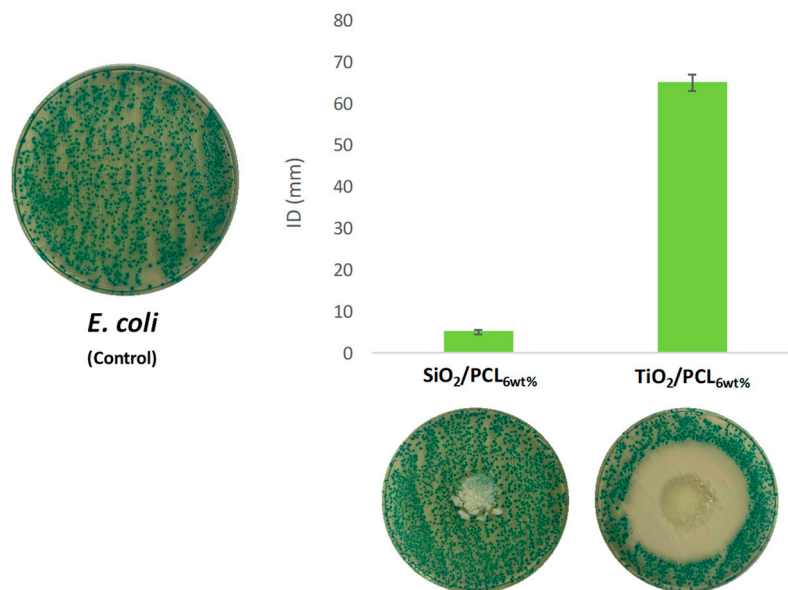 80
70
60
50
40
30
20
10
0
ID (mm)
E. coli
(Control)
SiO₂/PCL₆wt%
TiO₂/PCL₆wt%